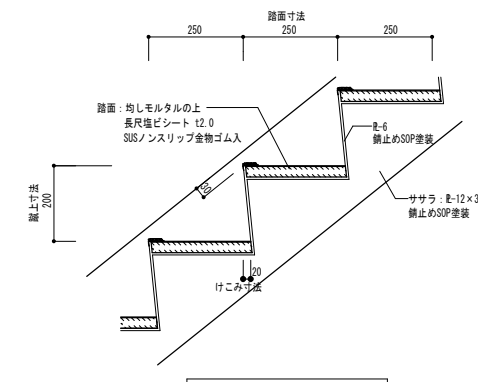 踏面寸法
250
250
250
踏面：均しモルタルの上
長尺塩ビシート t2.0
SUSノンスリップ金物ゴム入
PL-6
錆止めSOP塗装
蹴上寸法
200
30
ササラ：PL-12×3
錆止めSOP塗装
20
けこみ寸法